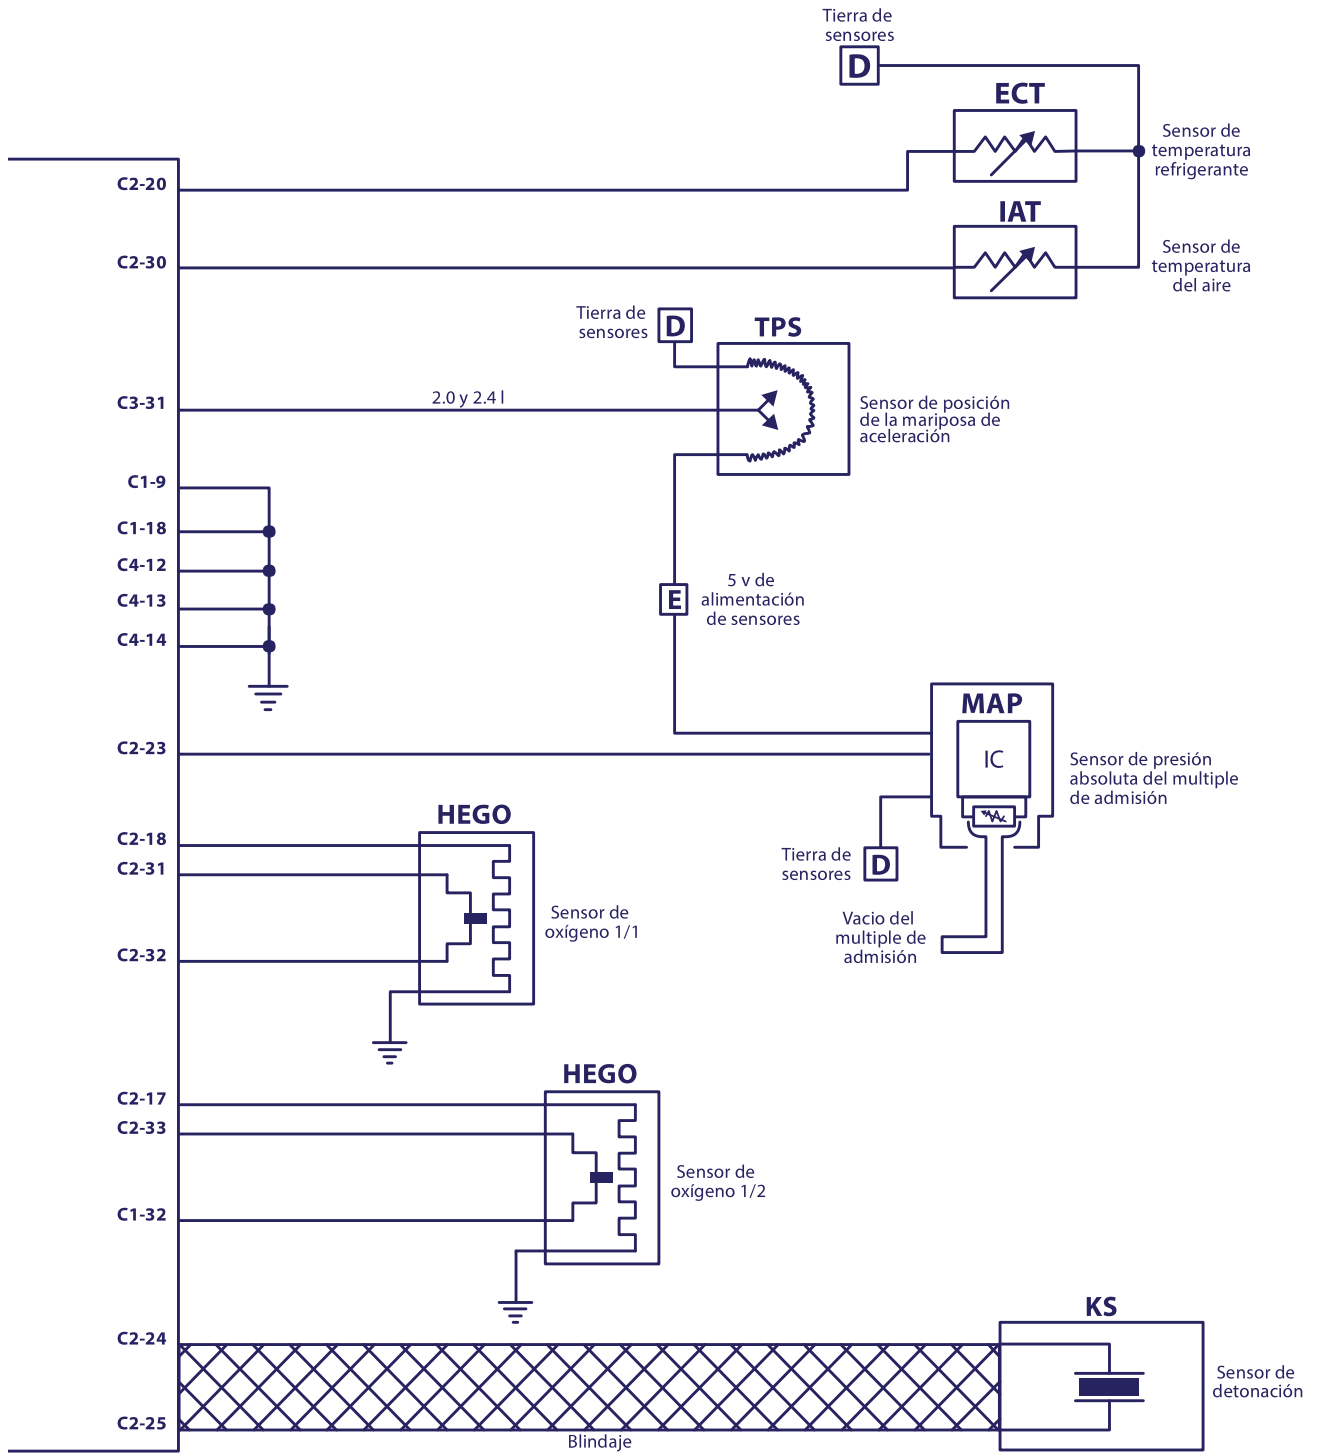 Tierra de
sensores
D
ECT
Sensor de
temperatura
refrigerante
C2-20
IAT
C2-30
Sensor de
temperatura
del aire
Tierra de
sensores
D
TPS
C3-31
2.0 y 2.4 l
Sensor de posición
de la mariposa de
aceleración
C1-9
C1-18
C4-12
C4-13
C4-14
E
5 v de
alimentación
de sensores
MAP
IC
C2-23
Sensor de presión
absoluta del multiple
de admisión
HEGO
C2-18
C2-31
C2-32
Sensor de
oxígeno 1/1
Tierra de
sensores
D
Vacio del
multiple de
admisión
HEGO
C2-17
C2-33
C1-32
Sensor de
oxígeno 1/2
KS
C2-24
C2-25
Sensor de
detonación
Blindaje